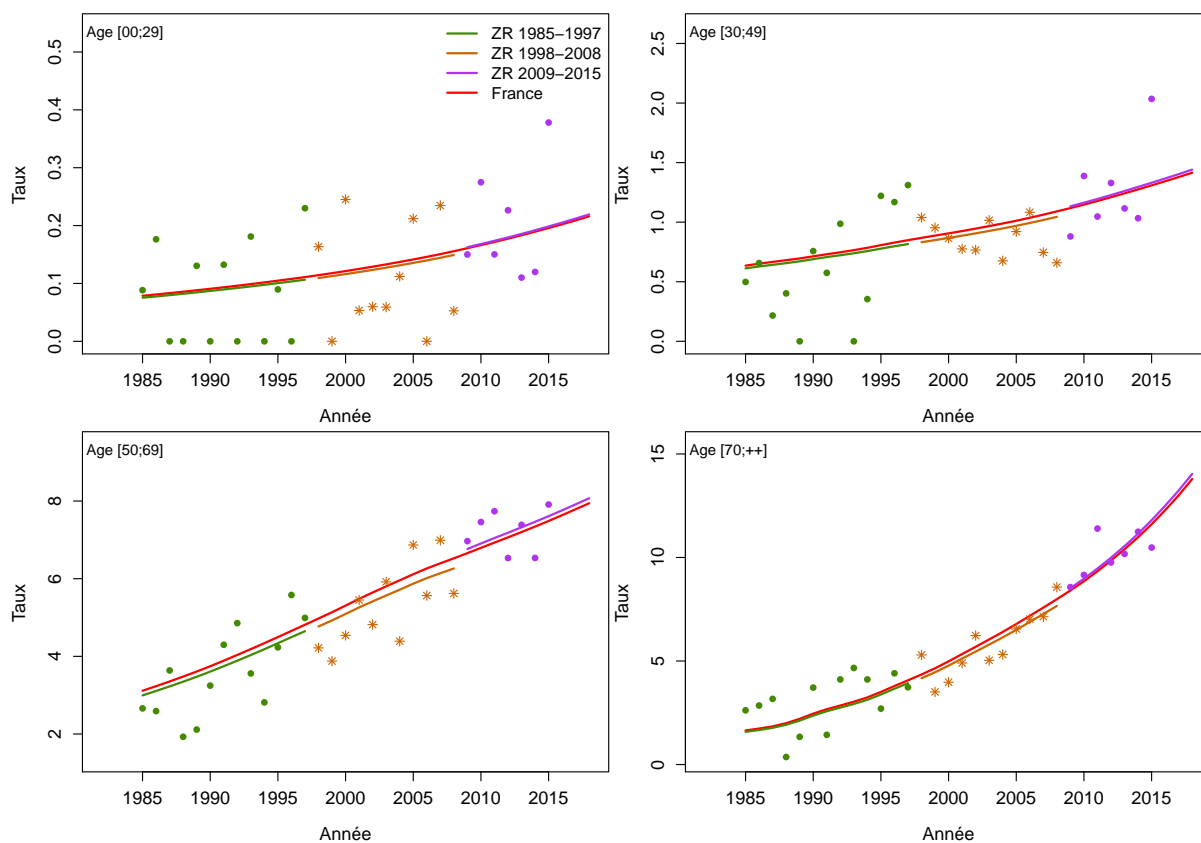 Age [00;29]
ZR 1985−1997
ZR 1998−2008
ZR 2009−2015
France
Taux
0.5
0.4
0.3
0.2
0.1
0.0
1985 1990 1995 2000 2005 2010 2015
Année
Age [30;49]
Taux
2.5
2.0
1.5
1.0
0.5
0.0
1985 1990 1995 2000 2005 2010 2015
Année
Age [50;69]
Taux
8
6
4
2
1985 1990 1995 2000 2005 2010 2015
Année
Age [70;++]
Taux
15
10
5
0
1985 1990 1995 2000 2005 2010 2015
Année